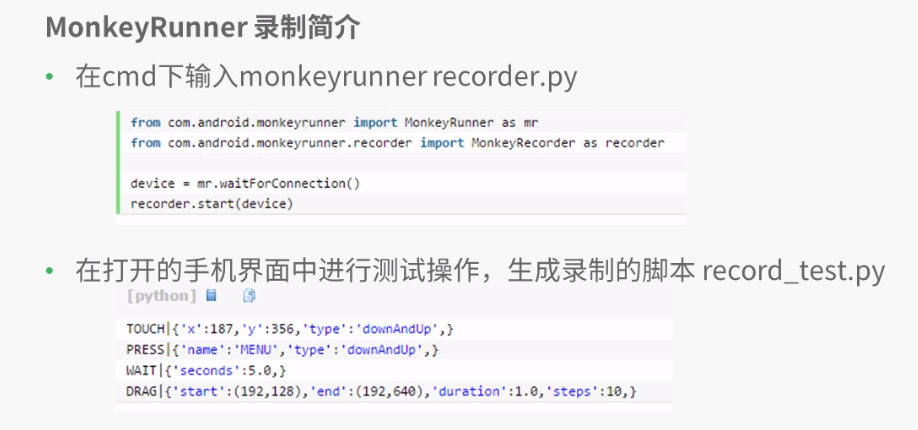 MonkeyRunner 录制简介
• 在cmd下输入monkeyrunner recorder.py
from com.android.monkeyrunner import MonkeyRunner as mr
from com.android.monkeyrunner.recorder import MonkeyRecorder as recorder
device = mr.waitForConnection()
recorder.start(device)
• 在打开的手机界面中进行测试操作，生成录制的脚本 record_test.py
[python]
TOUCH|{'x':187,'y':356,'type':'downAndUp',}
PRESS|{'name':'MENU','type':'downAndUp',}
WAIT|{'seconds':5.0,}
DRAG|{'start':(192,128),'end':(192,640),'duration':1.0,'steps':10,}